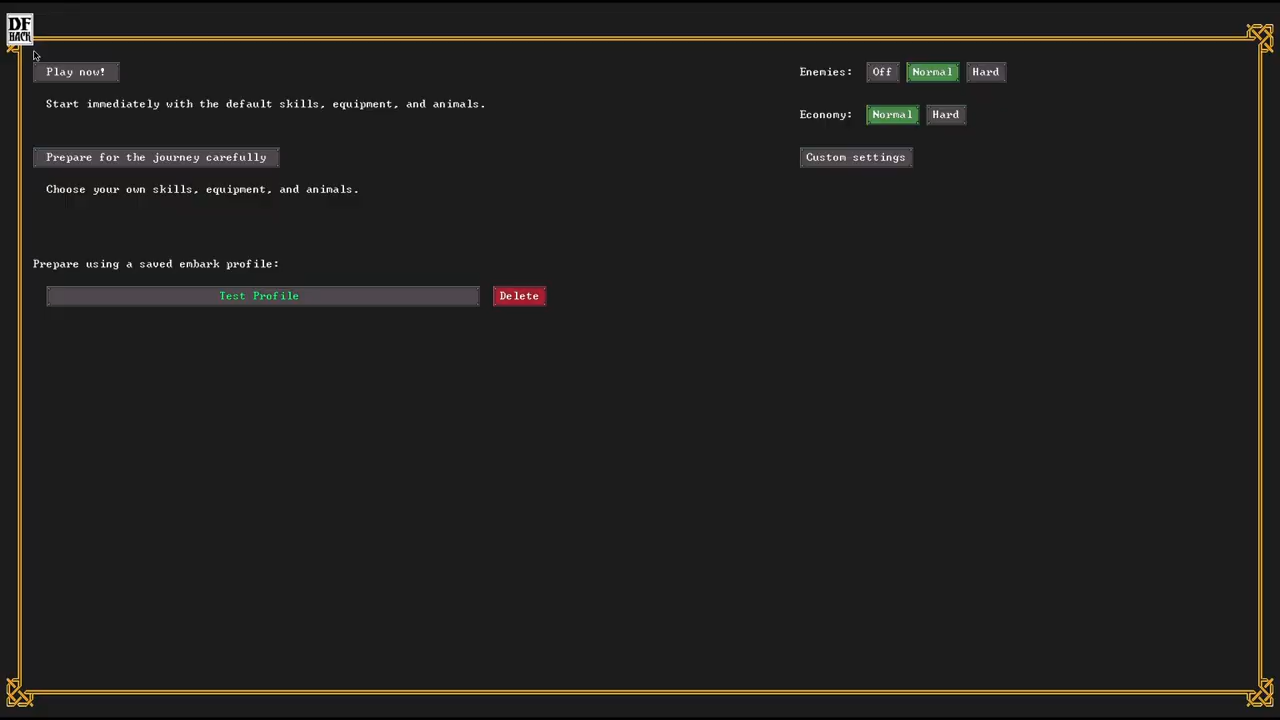 DF
HACK
Play now!
Start immediately with the default skills, equipment, and animals.
Prepare for the journey carefully
Choose your own skills, equipment, and animals.
Prepare using a saved embark profile:
Test Profile Delete
Enemies: Off Normal Hard
Economy: Normal Hard
Custom settings